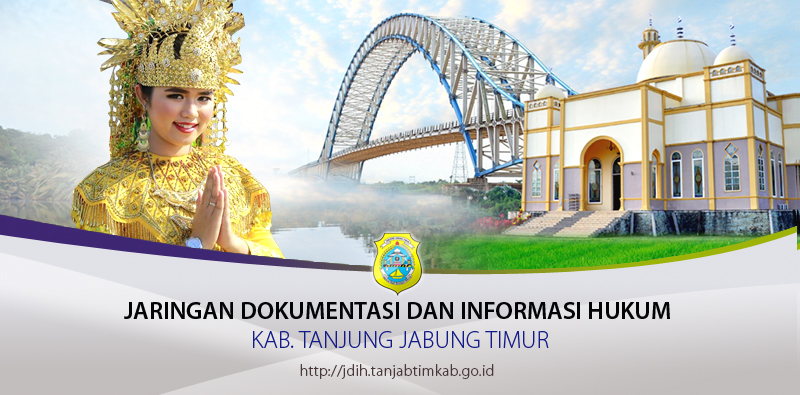 JARINGAN DOKUMENTASI DAN INFORMASI HUKUM
KAB. TANJUNG JABUNG TIMUR
http://jdih.tanjabtimkab.go.id